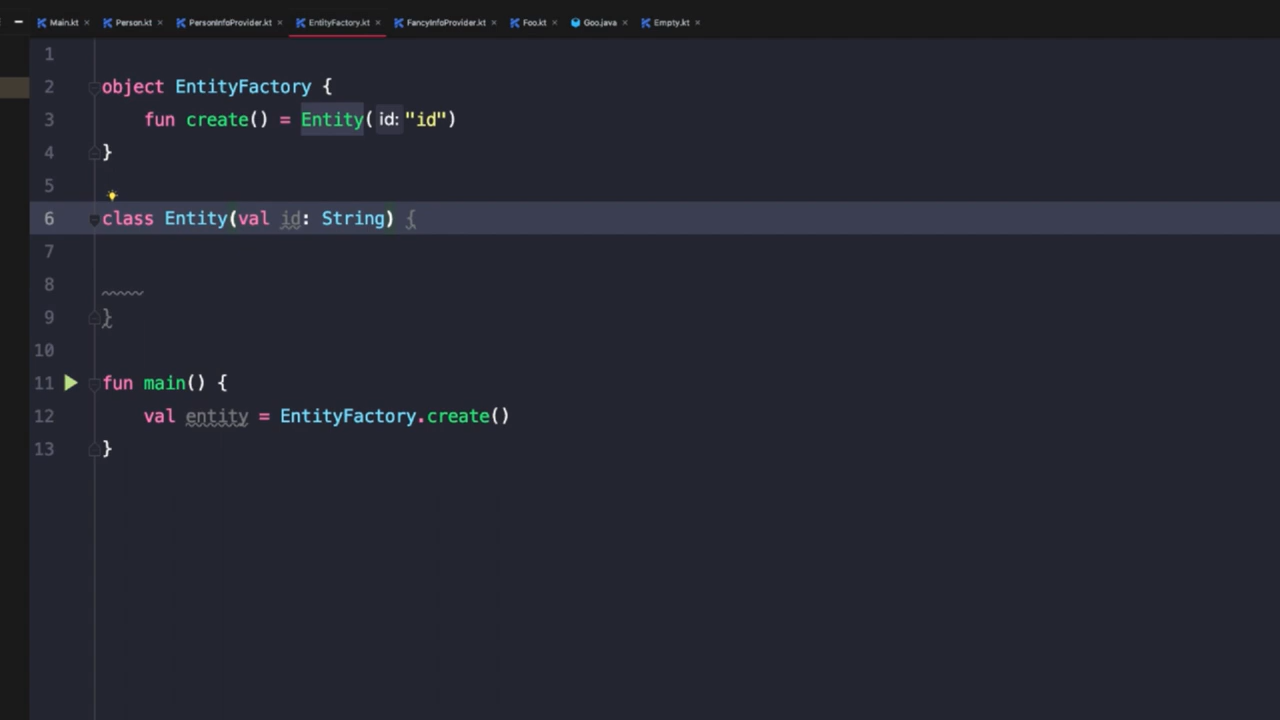 Main.kt × Person.kt × PersonInfoProvider.kt × EntityFactory.kt × FancyInfoProvider.kt × Foo.kt × Goo.java × Empty.kt ×
1
2 object EntityFactory {
3 fun create() = Entity( id: "id")
4 }
5
6 class Entity(val id: String) {
7
8
9 }
10
11 fun main() {
12 val entity = EntityFactory.create()
13 }